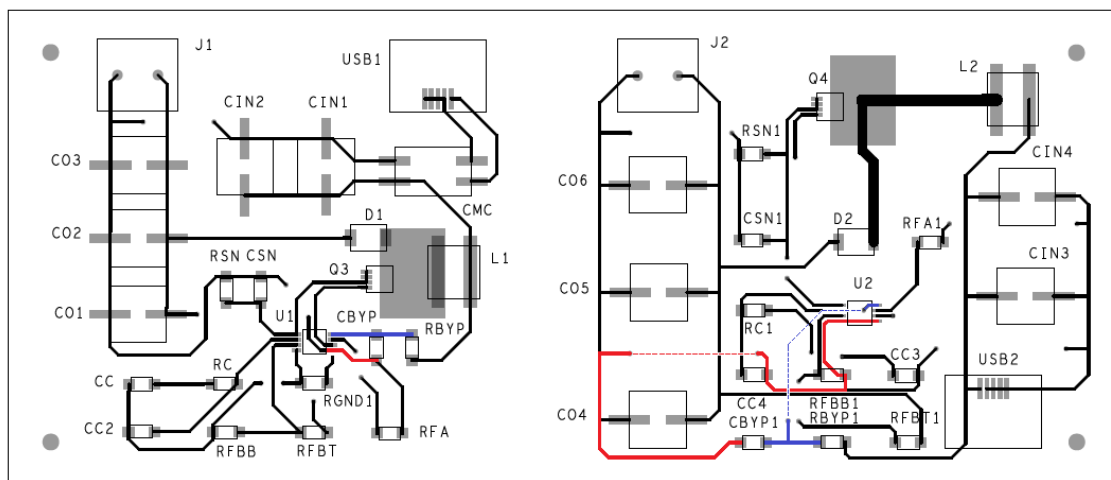 J1
USB1
CIN2
CIN1
CO3
CMC
D1
CO2
RSN CSN
Q3
L1
CO1
U1
CBYP
RBYP
CC
RC
RGND1
CC2
RFBB
RFBT
RFA
J2
Q4
L2
RSN1
CIN4
CO6
CSN1
D2
RFA1
CIN3
CO5
U2
RC1
CC3
USB2
CO4
CC4
RFBB1
CBYP1
RBYP1
RFBT1